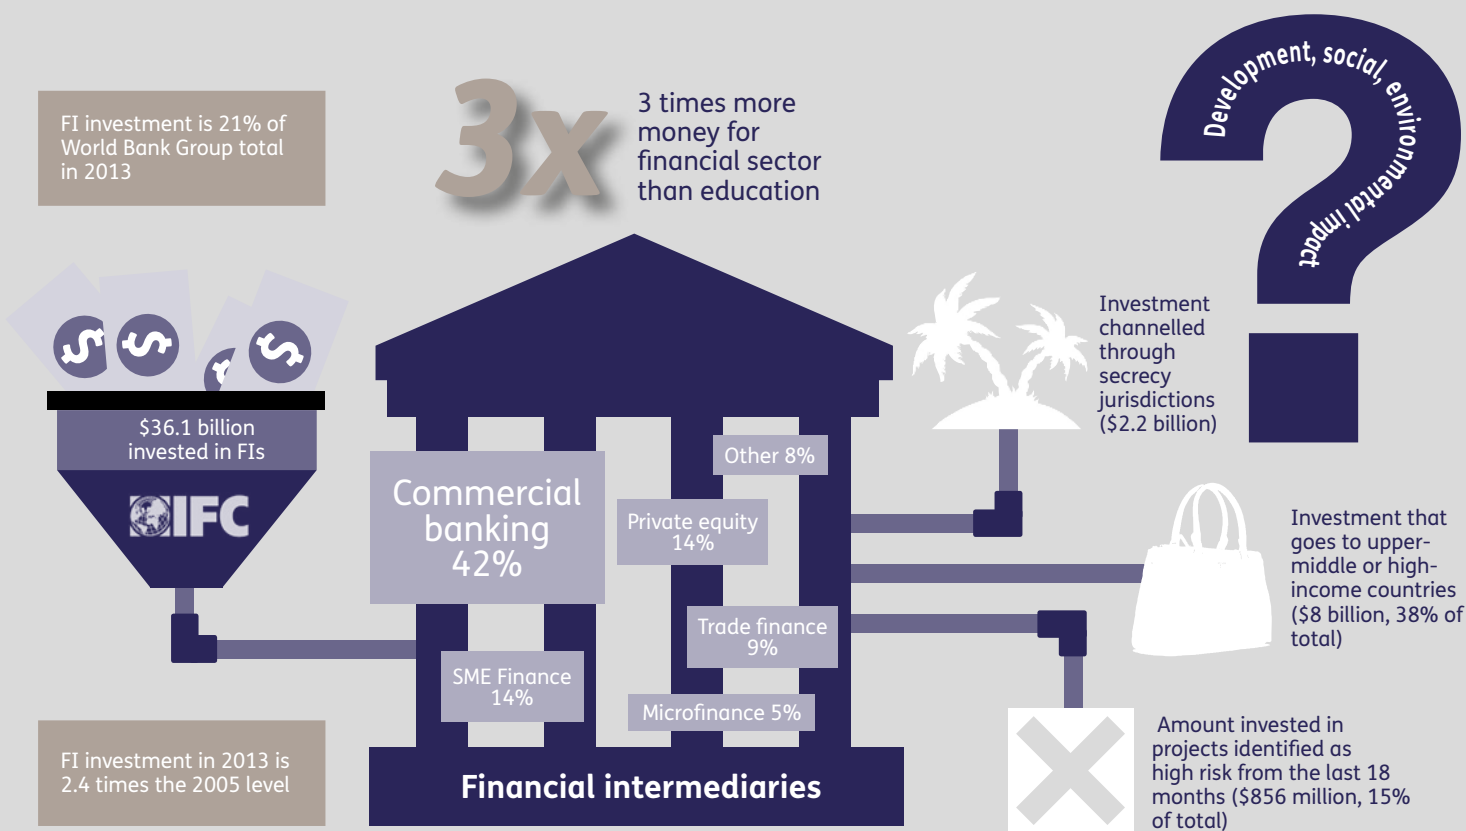 FI investment is 21% of
World Bank Group total
in 2013
3x
3 times more
money for
financial sector
than education
Development, social, environmental impact
$36.1 billion
invested in FIs
IFC
Commercial
banking
42%
Other 8%
Private equity
14%
Trade finance
9%
SME Finance
14%
Microfinance 5%
Financial intermediaries
Investment
channelled
through
secrecy
jurisdictions
($2.2 billion)
Investment that
goes to upper-
middle or high-
income countries
($8 billion, 38% of
total)
Amount invested in
projects identified as
high risk from the last 18
months ($856 million, 15%
of total)
FI investment in 2013 is
2.4 times the 2005 level